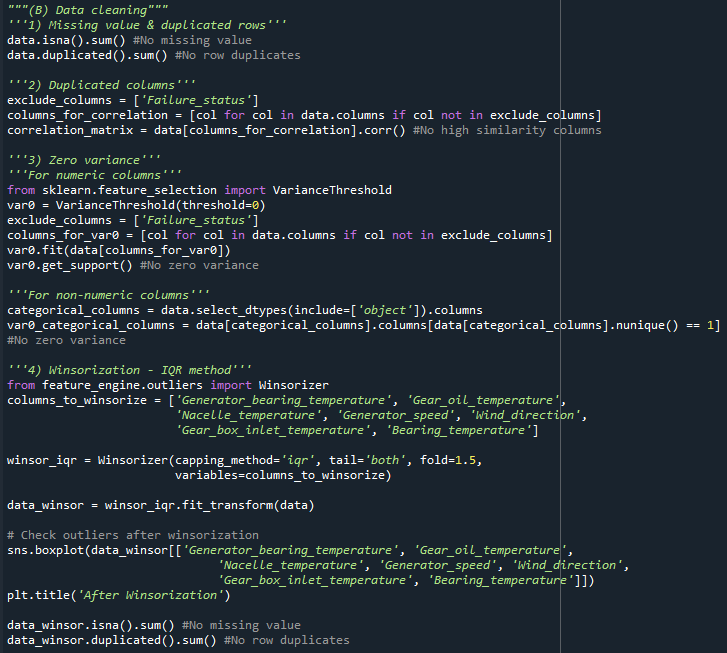 """(B) Data cleaning"""
'''1) Missing value & duplicated rows'''
data.isna().sum() #No missing value
data.duplicated().sum() #No row duplicates

'''2) Duplicated columns'''
exclude_columns = ['Failure_status']
columns_for_correlation = [col for col in data.columns if col not in exclude_columns]
correlation_matrix = data[columns_for_correlation].corr() #No high similarity columns

'''3) Zero variance'''
'''For numeric columns'''
from sklearn.feature_selection import VarianceThreshold
var0 = VarianceThreshold(threshold=0)
exclude_columns = ['Failure_status']
columns_for_var0 = [col for col in data.columns if col not in exclude_columns]
var0.fit(data[columns_for_var0])
var0.get_support() #No zero variance

'''For non-numeric columns'''
categorical_columns = data.select_dtypes(include=['object']).columns
var0_categorical_columns = data[categorical_columns].columns[data[categorical_columns].nunique() == 1]
#No zero variance

'''4) Winsorization - IQR method'''
from feature_engine.outliers import Winsorizer
columns_to_winsorize = ['Generator_bearing_temperature', 'Gear_oil_temperature',
                        'Nacelle_temperature', 'Generator_speed', 'Wind_direction',
                        'Gear_box_inlet_temperature', 'Bearing_temperature']

winsor_iqr = Winsorizer(capping_method='iqr', tail='both', fold=1.5,
                        variables=columns_to_winsorize)

data_winsor = winsor_iqr.fit_transform(data)

# Check outliers after winsorization
sns.boxplot(data_winsor[['Generator_bearing_temperature', 'Gear_oil_temperature',
                              'Nacelle_temperature', 'Generator_speed', 'Wind_direction',
                              'Gear_box_inlet_temperature', 'Bearing_temperature']])
plt.title('After Winsorization')

data_winsor.isna().sum() #No missing value
data_winsor.duplicated().sum() #No row duplicates